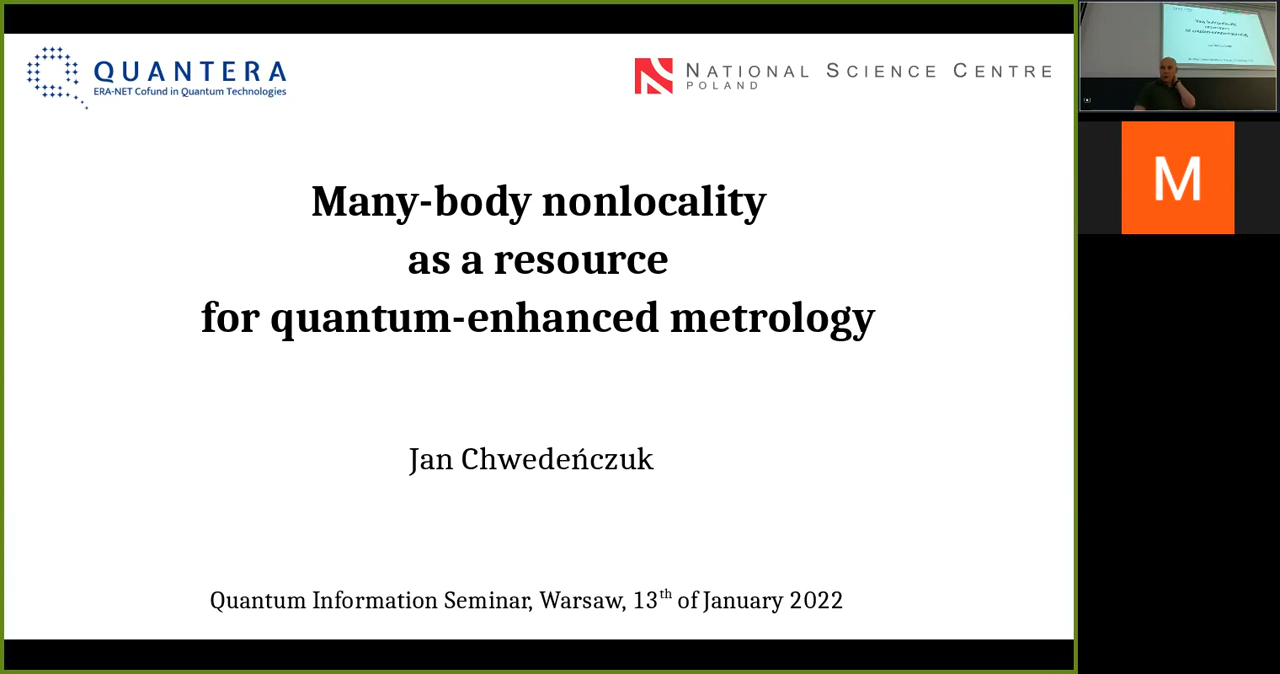 QUANTERA
ERA-NET Cofund in Quantum Technologies
NATIONAL SCIENCE CENTRE
POLAND
Many-body nonlocality
as a resource
for quantum-enhanced metrology
Jan Chwedeńczuk
Quantum Information Seminar, Warsaw, 13th of January 2022
M